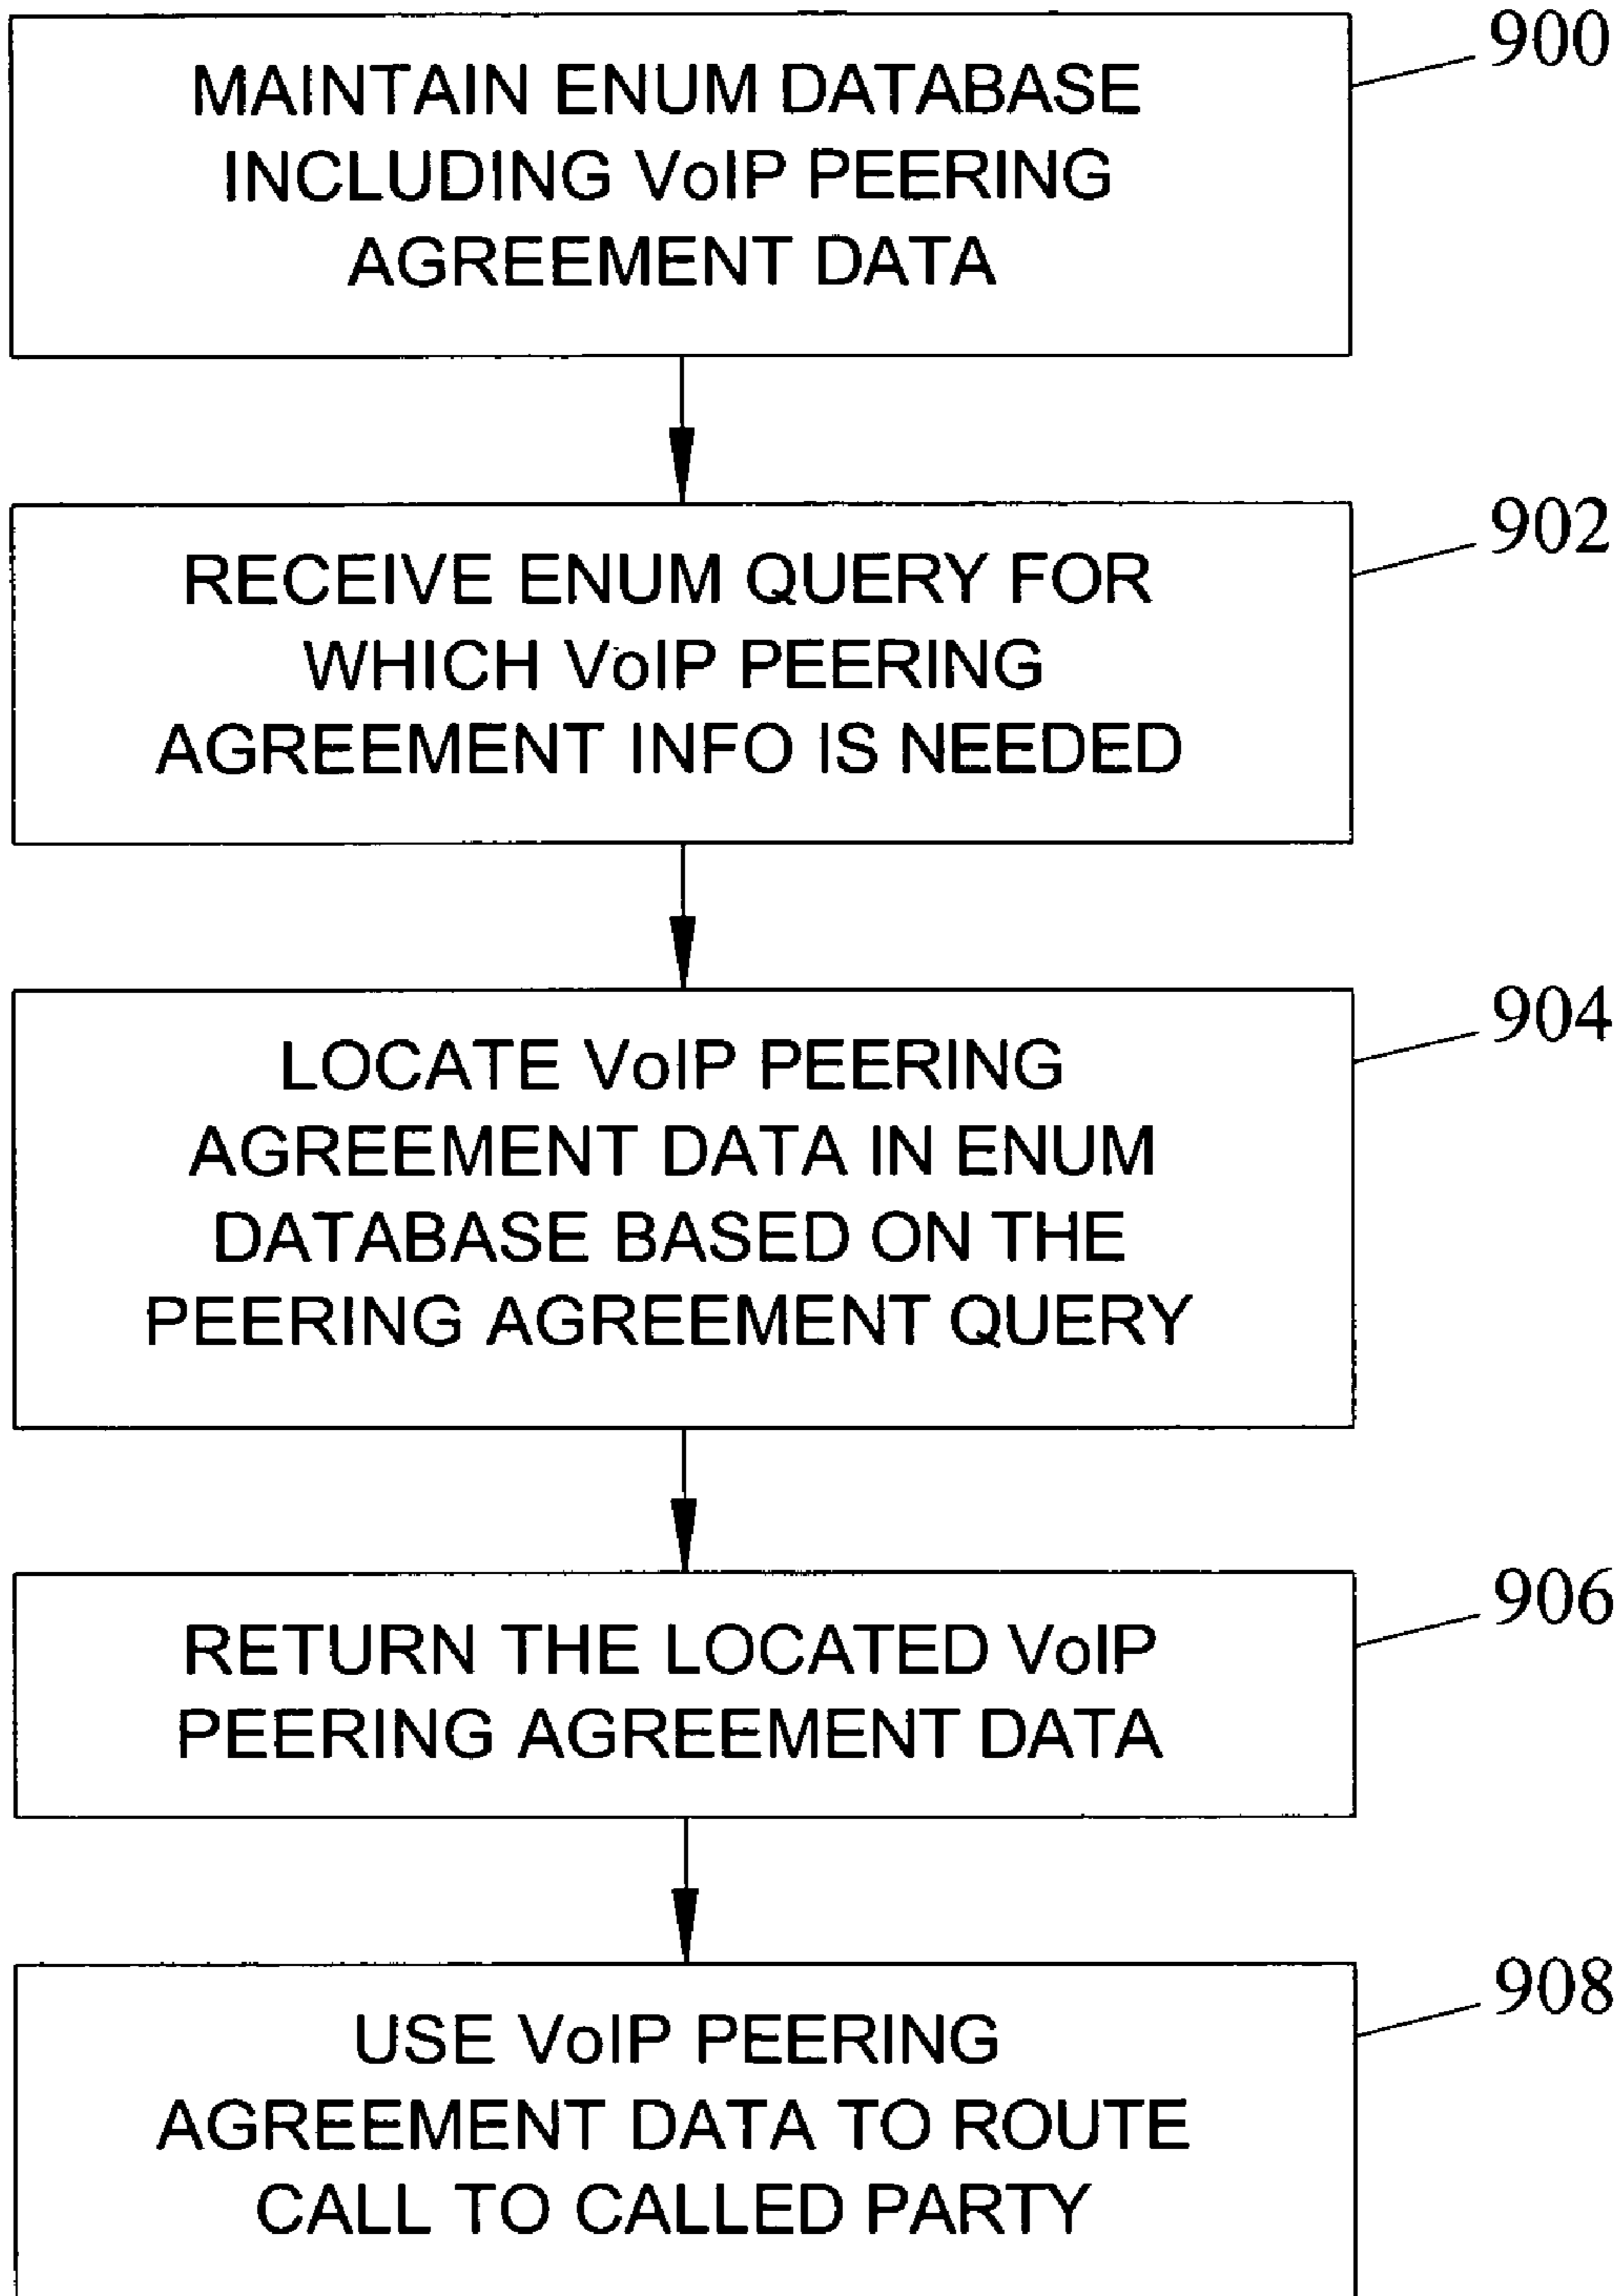 900
MAINTAIN ENUM DATABASE
INCLUDING VoIP PEERING
AGREEMENT DATA
902
RECEIVE ENUM QUERY FOR
WHICH VoIP PEERING
AGREEMENT INFO IS NEEDED
904
LOCATE VoIP PEERING
AGREEMENT DATA IN ENUM
DATABASE BASED ON THE
PEERING AGREEMENT QUERY
906
RETURN THE LOCATED VoIP
PEERING AGREEMENT DATA
908
USE VoIP PEERING
AGREEMENT DATA TO ROUTE
CALL TO CALLED PARTY